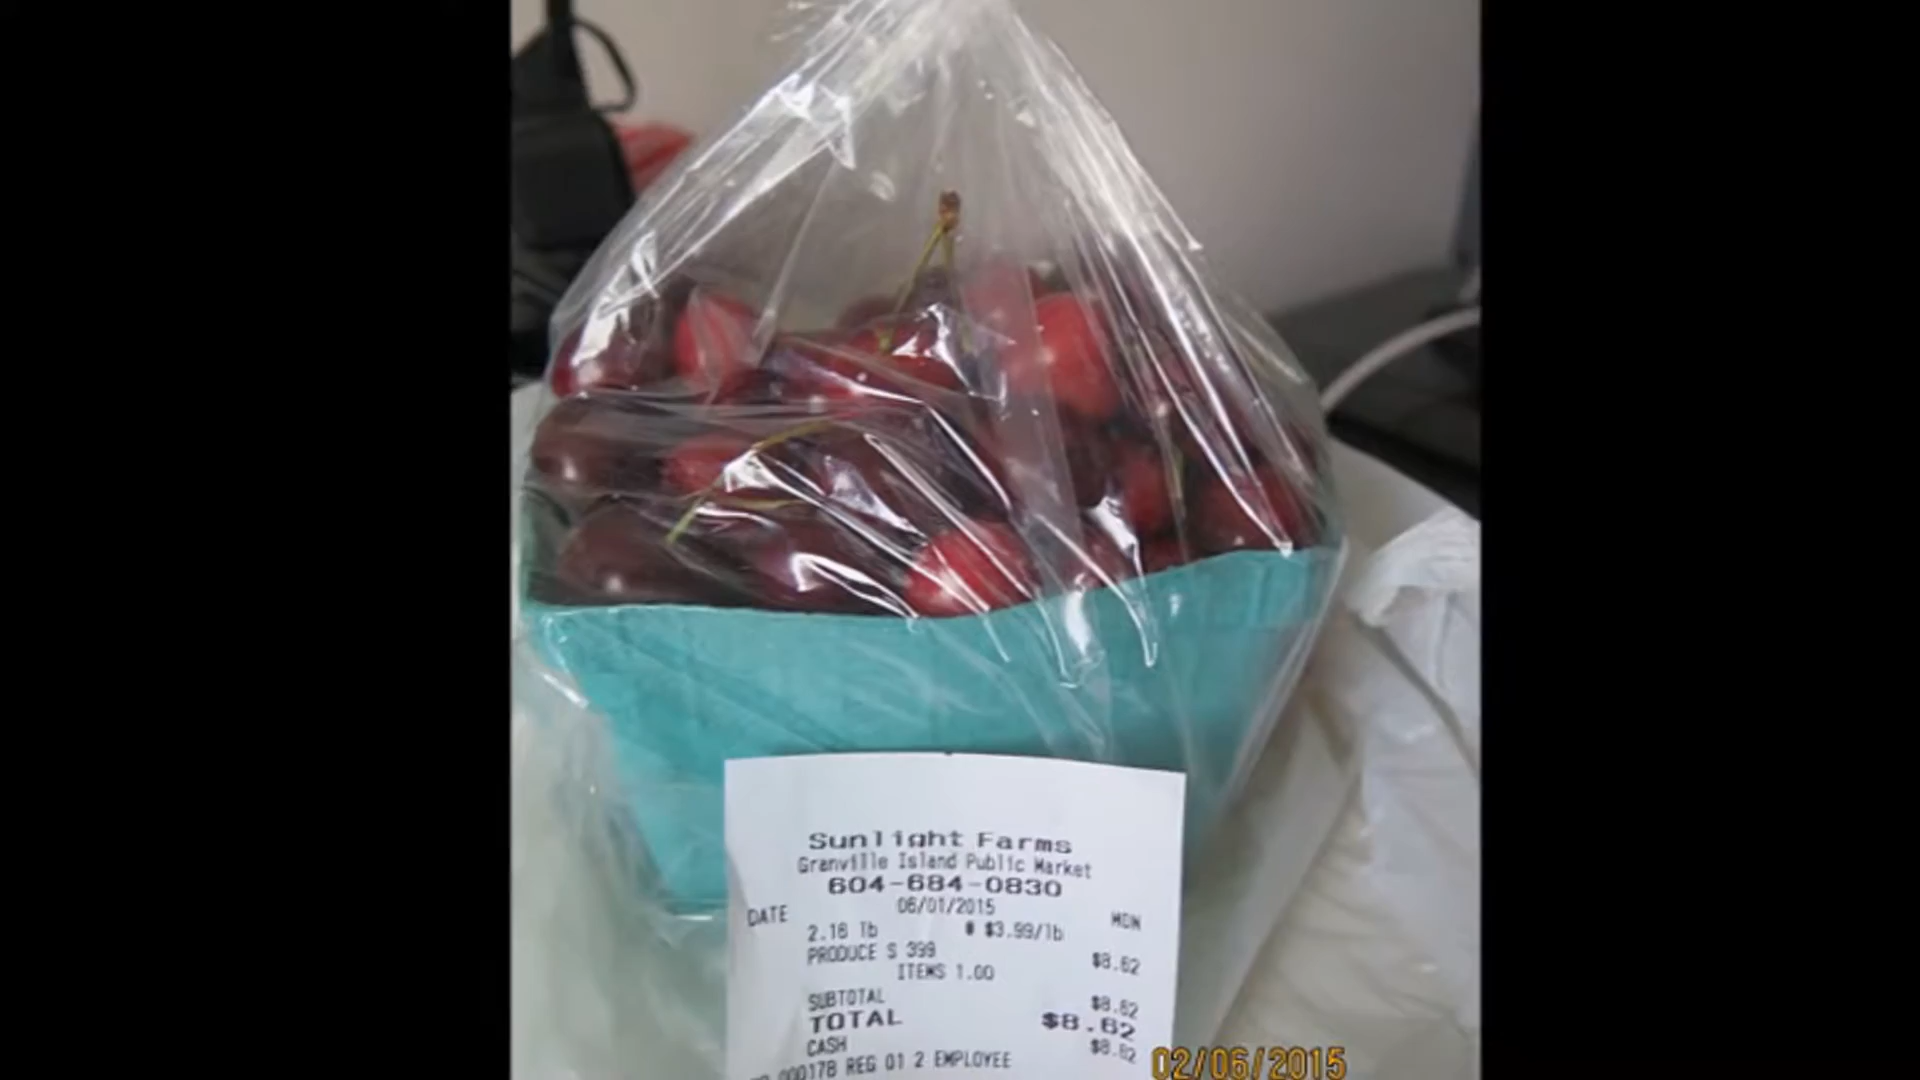 Sunlight Farms
Granville Island Public Market
604-684-0830
DATE 06/01/2015 MON
2.16 lb @ $3.99/lb
PRODUCE S 399 $8.62
ITEMS 1.00
SUBTOTAL $8.62
TOTAL $8.62
CASH $8.62
000178 REG 01 2 EMPLOYEE
02/06/2015